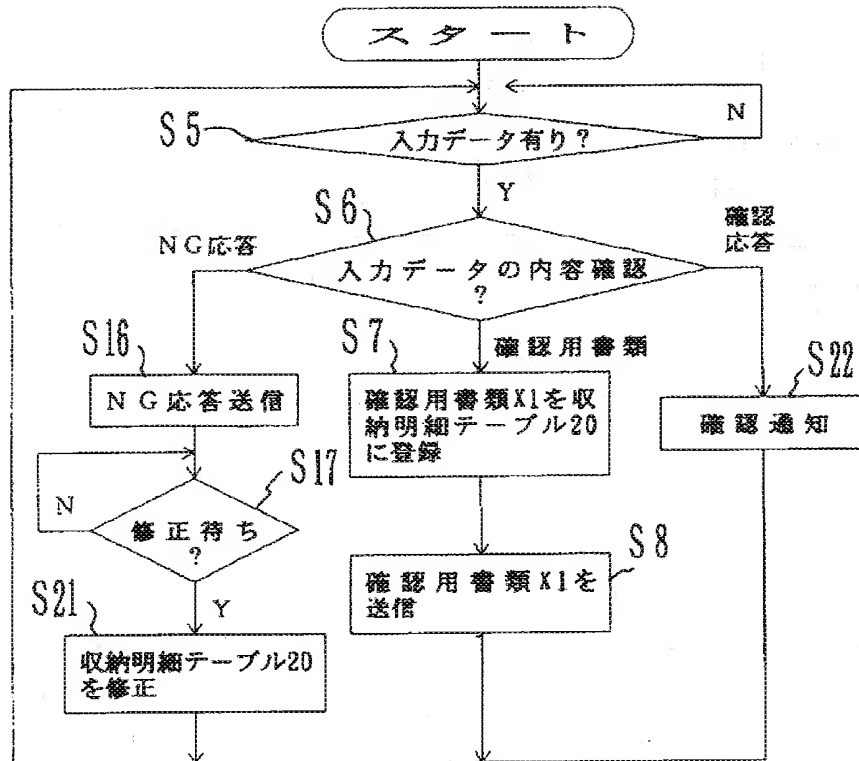 スタート
S5
入力データ有り?
N
Y
S6
NG応答
確認
応答
入力データの内容確認
?
S16
S7
確認用書類
S22
NG応答送信
確認用書類X1を収
納明細テーブル20
に登録
確認通知
S17
N
修正待ち
?
S8
確認用書類X1を
送信
S21
Y
収納明細テーブル20
を修正